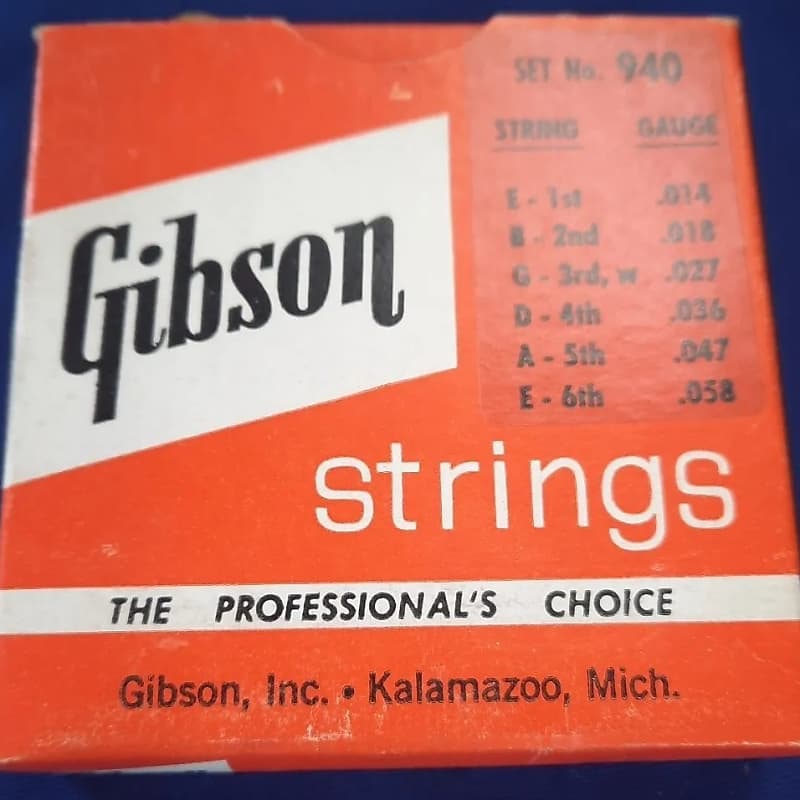 SET No. 940
STRING GAUGE
E - 1st .014
B - 2nd .018
G - 3rd, w .027
D - 4th .036
A - 5th .047
E - 6th .058
Gibson
strings
THE PROFESSIONAL'S CHOICE
Gibson, Inc. • Kalamazoo, Mich.